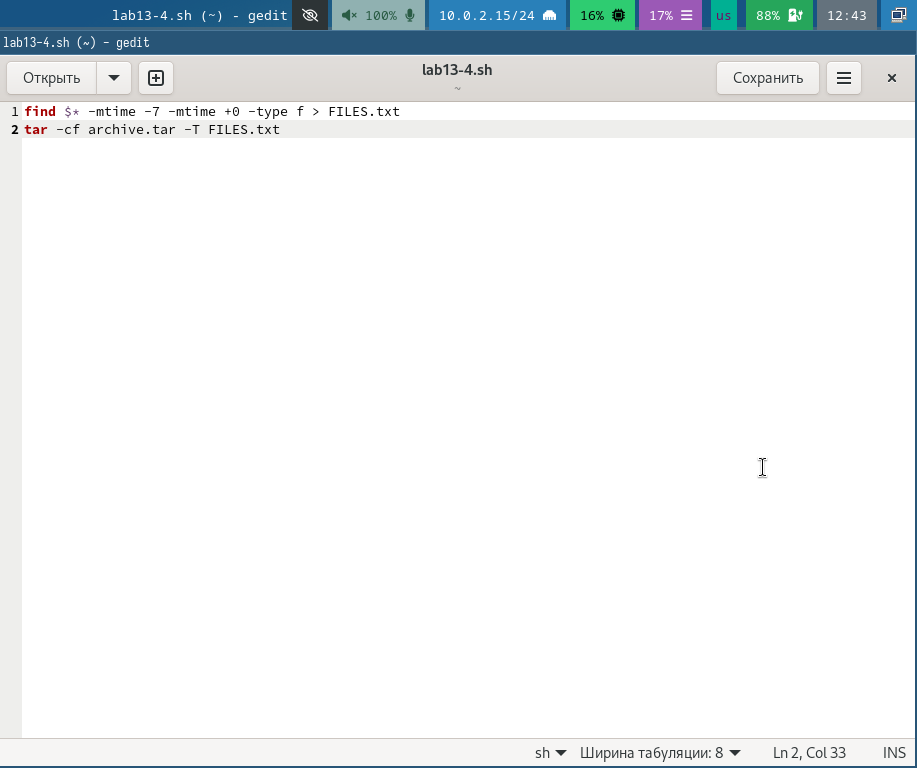 lab13-4.sh (~) - gedit 100% 10.0.2.15/24 16% 17% us 88% 12:43
lab13-4.sh (~) - gedit
Открыть lab13-4.sh Сохранить
~
1 find $* -mtime -7 -mtime +0 -type f > FILES.txt
2 tar -cf archive.tar -T FILES.txt
sh Ширина табуляции: 8 Ln 2, Col 33 INS